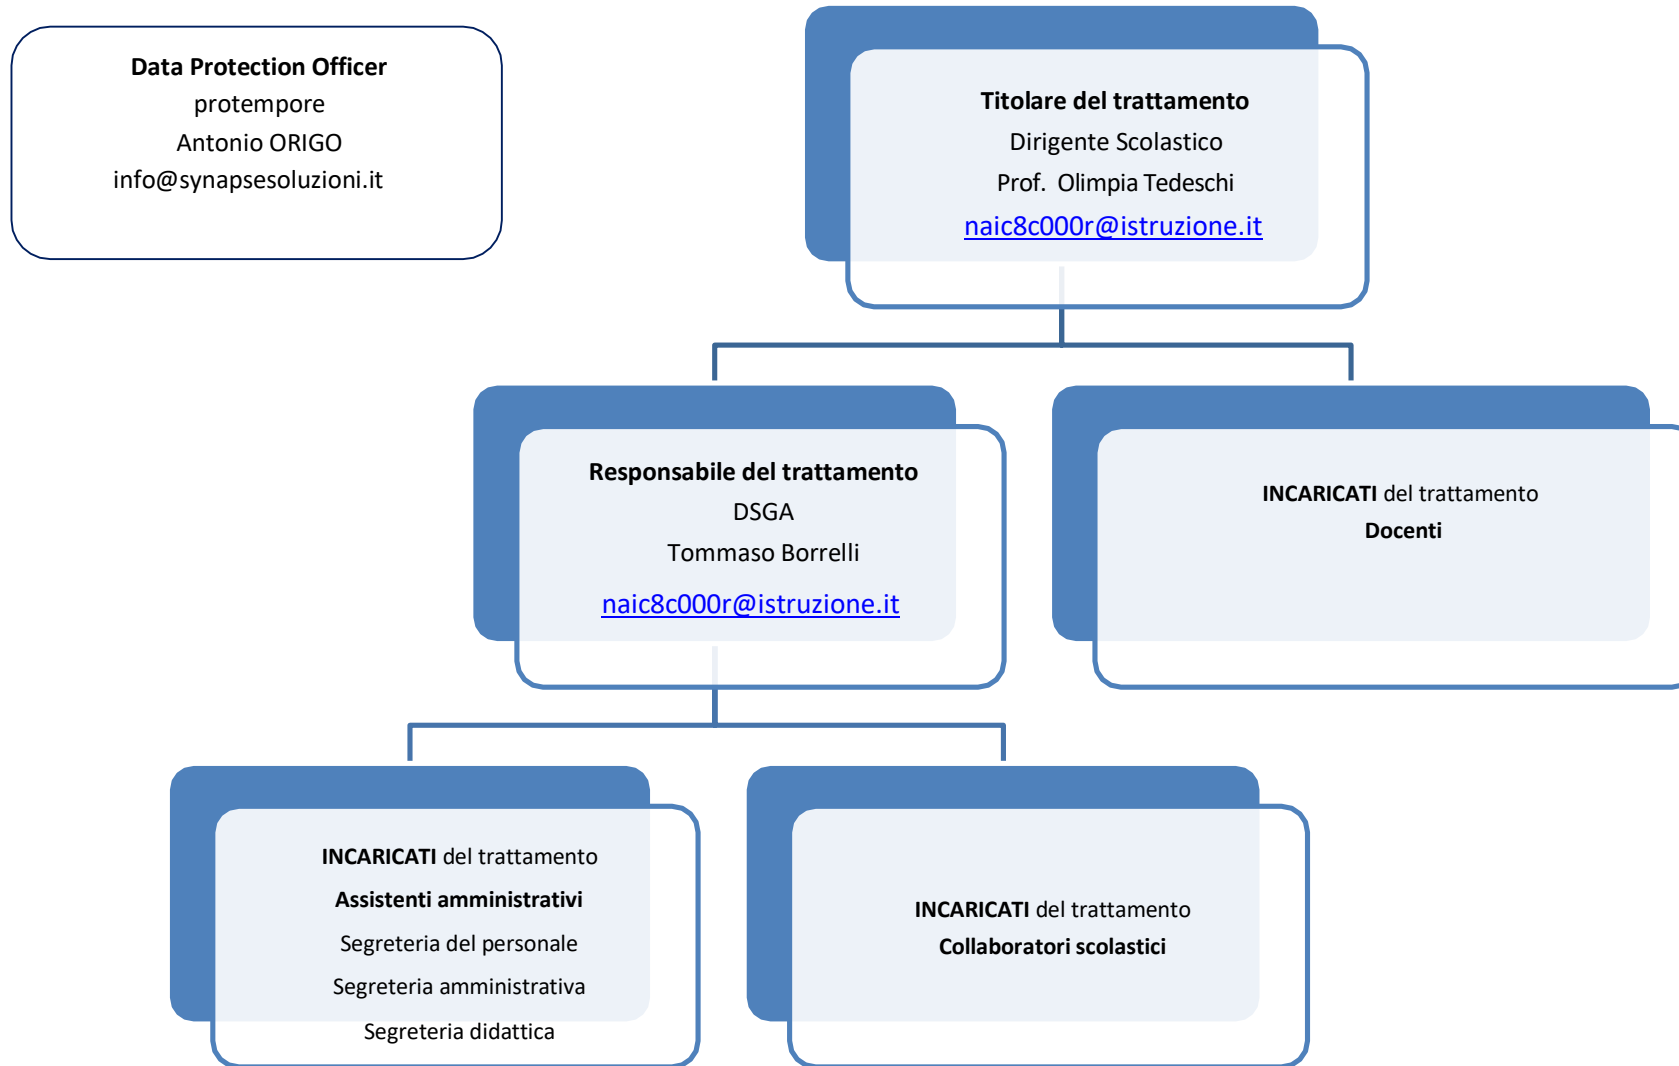 Data Protection Officer
protempore
Antonio ORIGO
info@synapsesoluzioni.it
Titolare del trattamento
Dirigente Scolastico
Prof. Olimpia Tedeschi
naic8c000r@istruzione.it
Responsabile del trattamento
DSGA
Tommaso Borrelli
naic8c000r@istruzione.it
INCARICATI del trattamento
Docenti
INCARICATI del trattamento
Assistenti amministrativi
Segreteria del personale
Segreteria amministrativa
Segreteria didattica
INCARICATI del trattamento
Collaboratori scolastici